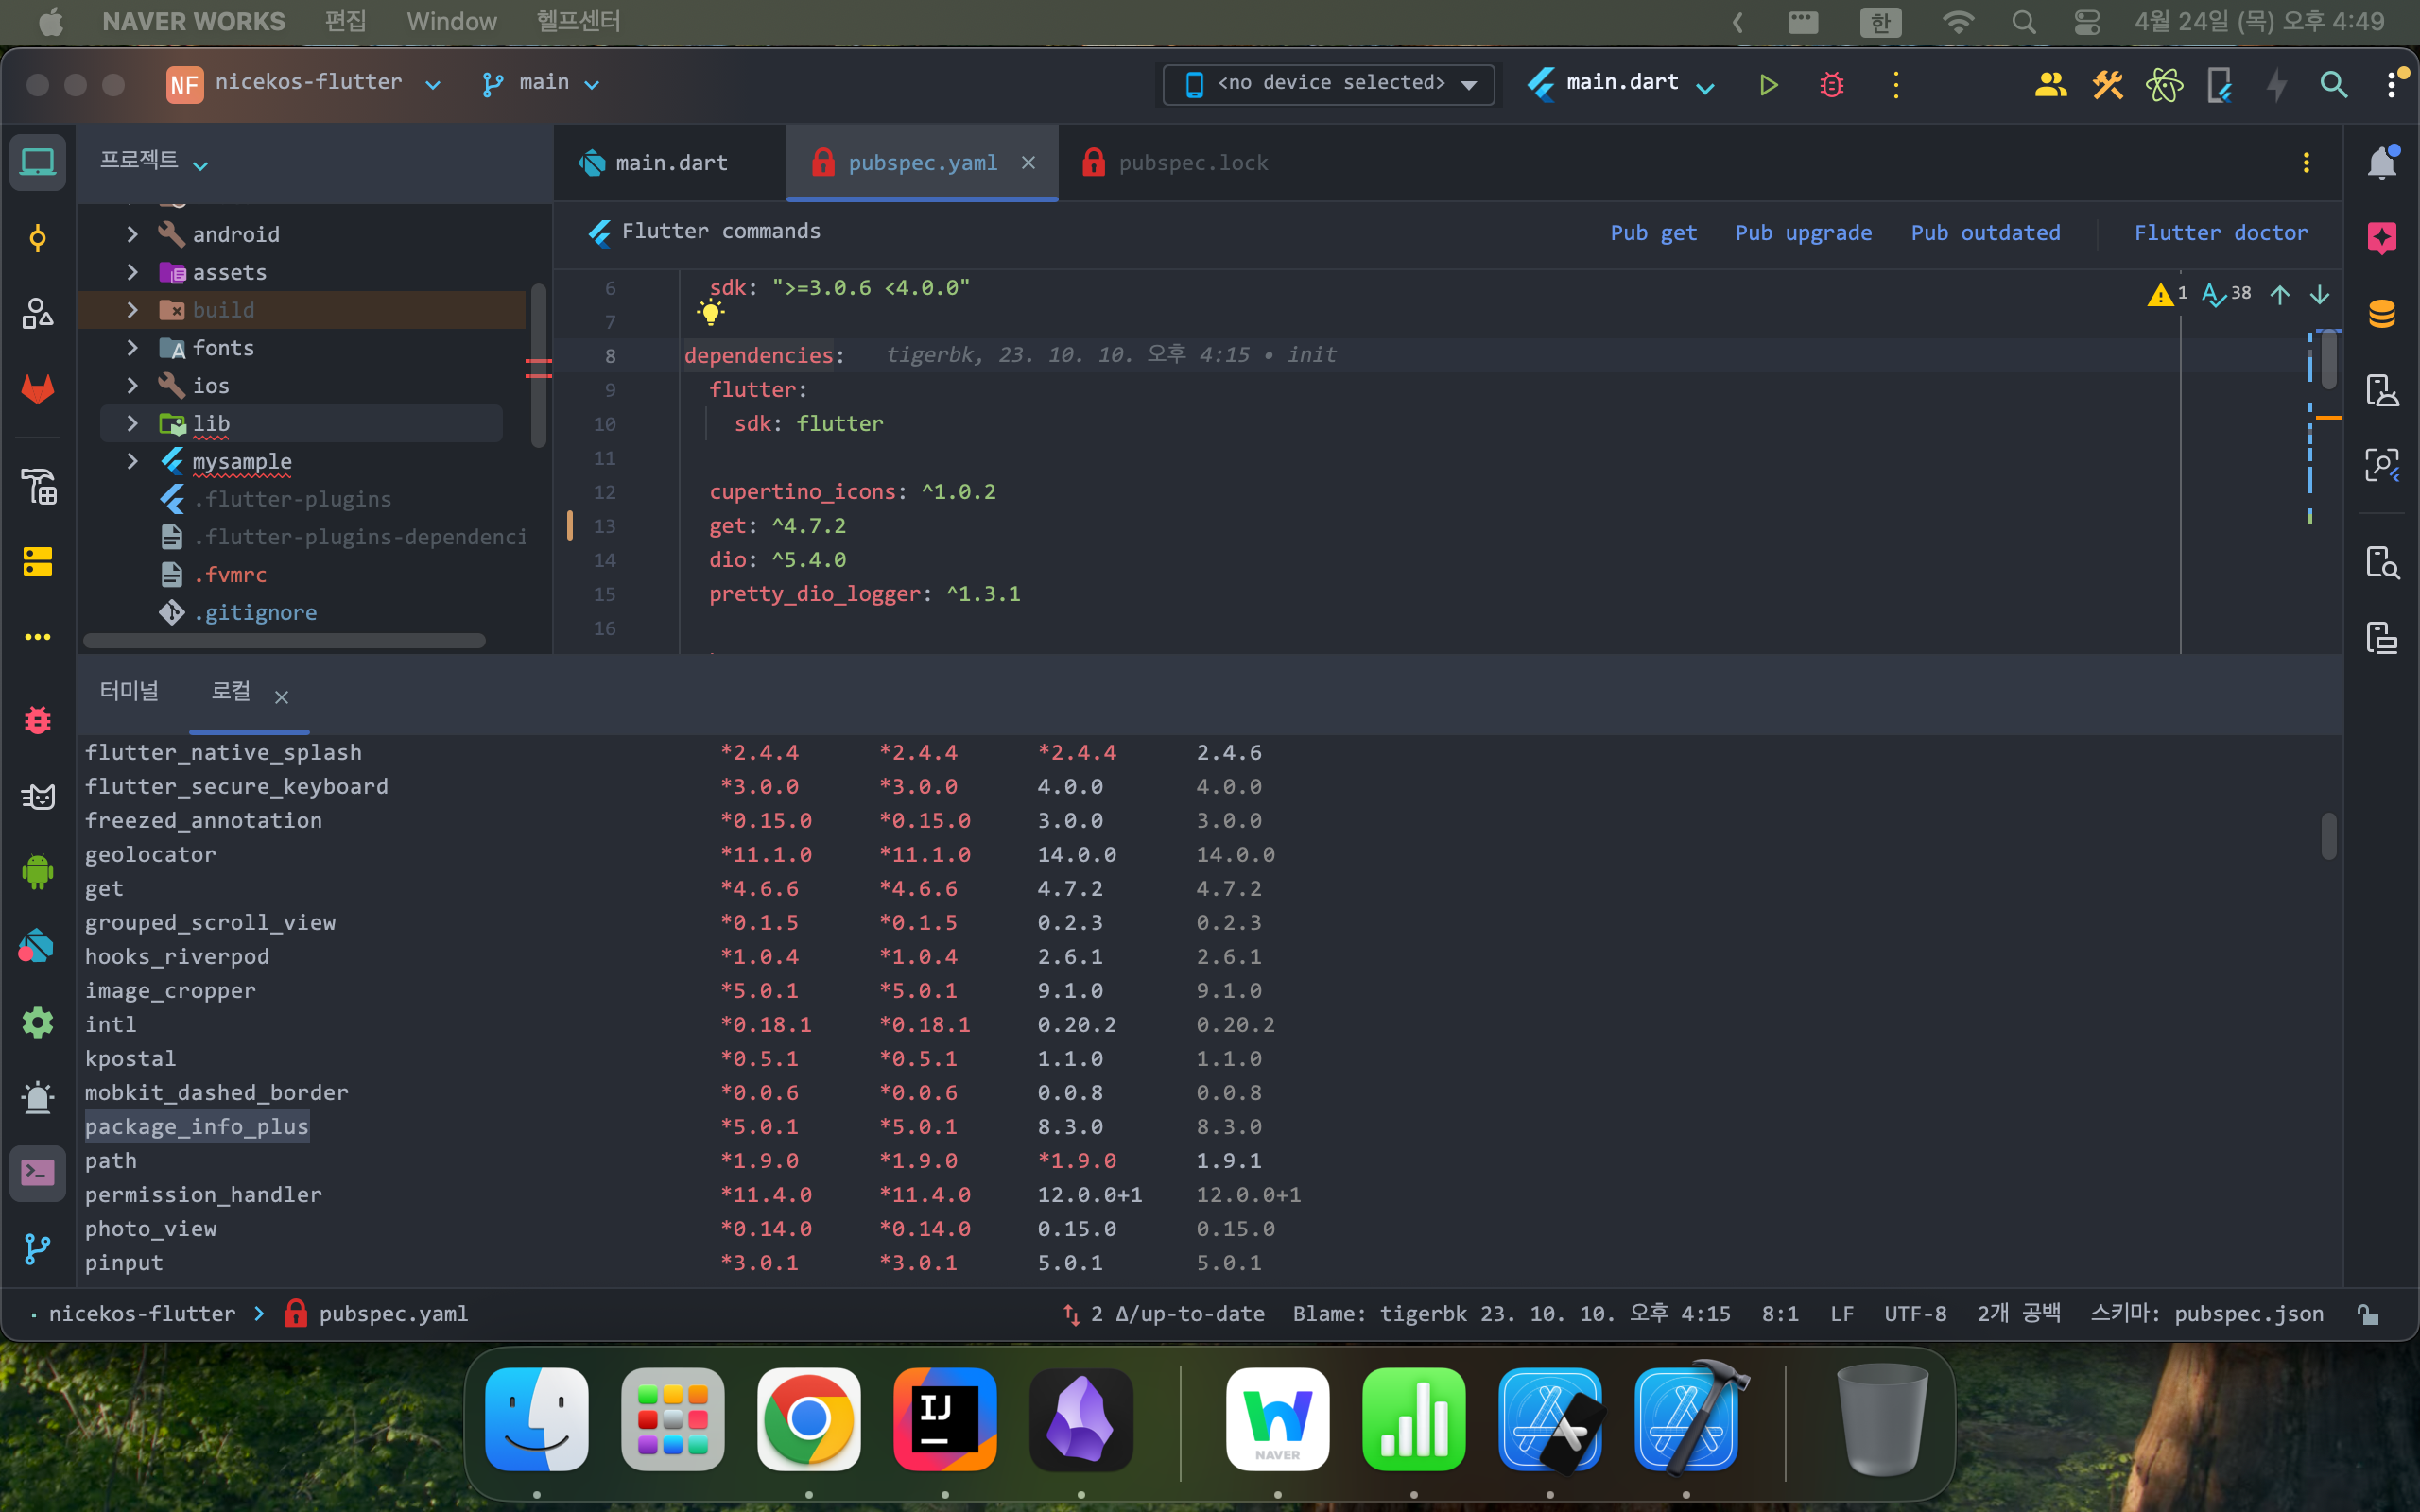 NAVER WORKS 편집 Window 헬프센터 한 4월 24일 (목) 오후 4:49
NF nicekos-flutter main <no device selected> main.dart
프로젝트
android
assets
build
fonts
ios
lib
mysample
.flutter-plugins
.flutter-plugins-dependenci
.fvmrc
.gitignore
main.dart pubspec.yaml pubspec.lock
Flutter commands Pub get Pub upgrade Pub outdated Flutter doctor
1 38
6 sdk: ">=3.0.6 <4.0.0"
7
8 dependencies: tigerbk, 23. 10. 10. 오후 4:15 • init
9 flutter:
10 sdk: flutter
11
12 cupertino_icons: ^1.0.2
13 get: ^4.7.2
14 dio: ^5.4.0
15 pretty_dio_logger: ^1.3.1
16
터미널 로컬
flutter_native_splash *2.4.4 *2.4.4 *2.4.4 2.4.6
flutter_secure_keyboard *3.0.0 *3.0.0 4.0.0 4.0.0
freezed_annotation *0.15.0 *0.15.0 3.0.0 3.0.0
geolocator *11.1.0 *11.1.0 14.0.0 14.0.0
get *4.6.6 *4.6.6 4.7.2 4.7.2
grouped_scroll_view *0.1.5 *0.1.5 0.2.3 0.2.3
hooks_riverpod *1.0.4 *1.0.4 2.6.1 2.6.1
image_cropper *5.0.1 *5.0.1 9.1.0 9.1.0
intl *0.18.1 *0.18.1 0.20.2 0.20.2
kpostal *0.5.1 *0.5.1 1.1.0 1.1.0
mobkit_dashed_border *0.0.6 *0.0.6 0.0.8 0.0.8
package_info_plus *5.0.1 *5.0.1 8.3.0 8.3.0
path *1.9.0 *1.9.0 *1.9.0 1.9.1
permission_handler *11.4.0 *11.4.0 12.0.0+1 12.0.0+1
photo_view *0.14.0 *0.14.0 0.15.0 0.15.0
pinput *3.0.1 *3.0.1 5.0.1 5.0.1
nicekos-flutter > pubspec.yaml 2 Δ/up-to-date Blame: tigerbk 23. 10. 10. 오후 4:15 8:1 LF UTF-8 2개 공백 스키마: pubspec.json
IJ
NAVER